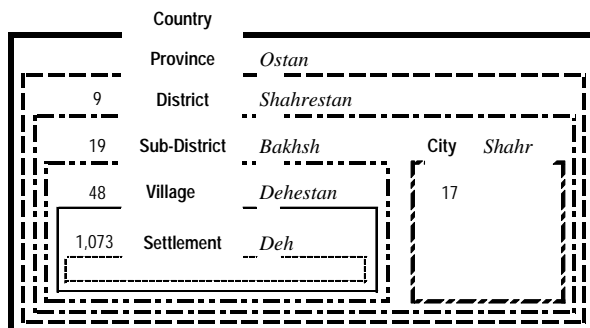 Country
Province Ostan
9 District Shahrestan
19 Sub-District Bakhsh City Shahr
48 Village Dehestan 17
1,073 Settlement Deh